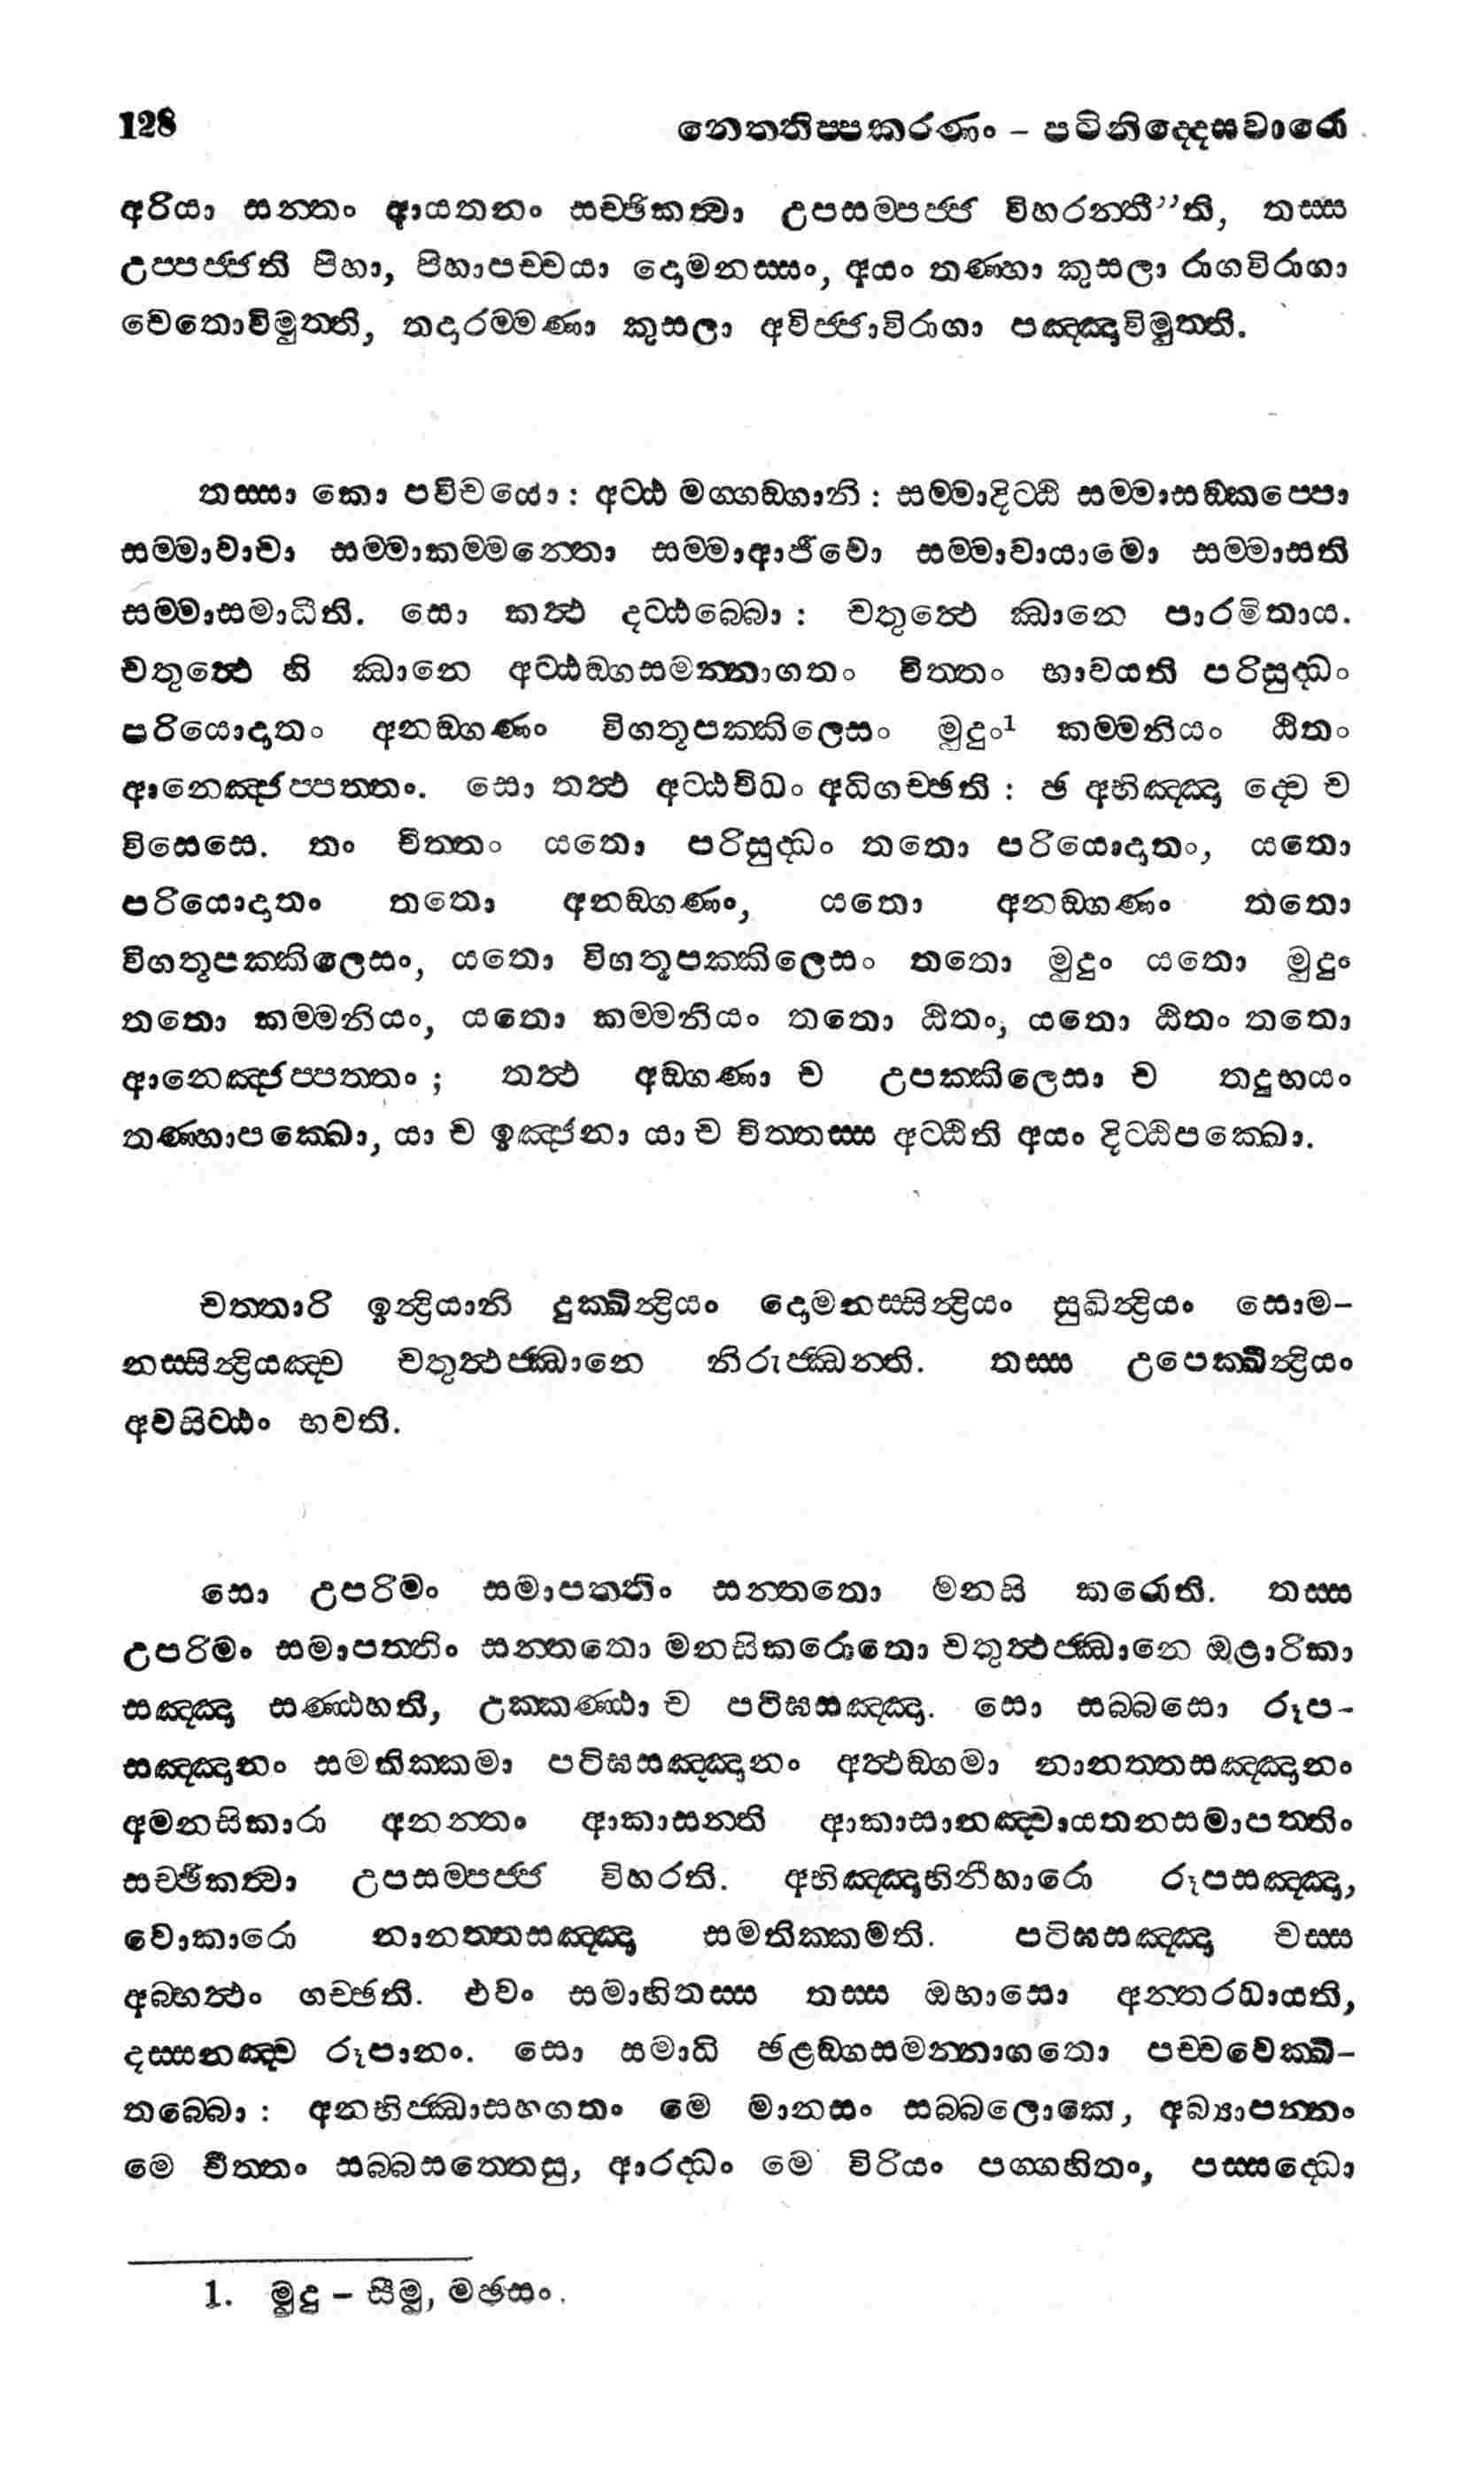 128 නෙත්තිප්පකරණං – පටිනිද්දෙසවාරො
අරියා සන්තං ආයතනං සච්ඡිකත්වා උපසම්පජ්ජ විහරන්තී”ති, තස්ස
උප්පජ්ජති පිහා, පිහාපච්චයා දොමනස්සං, අයං තණ්හා කුසලා රාගවිරාගා
චෙතොවිමුත්ති, තදාරම්මණා කුසලා අවිජ්ජාවිරාගා පඤ්ඤාවිමුත්ති.
තස්සා කො පවිචයො : අට්ඨ මග්ගඞ්ගානි : සම්මාදිට්ඨි සම්මාසඞ්කප්පො
සම්මාවාචා සම්මාකම්මන්තො සම්මාආජීවො සම්මාවායාමො සම්මාසති
සම්මාසමාධීති. සො කත්ථ දට්ඨබ්බො : චතුත්ථෙ ඣානෙ පාරමිතාය.
චතුත්ථෙ හි ඣානෙ අට්ඨඞ්ගසමන්නාගතං චිත්තං භාවයති පරිසුද්ධං
පරියොදාතං අනඞ්ගණං විගතූපක්කිලෙසං මුදුං¹ කම්මනියං ඨිතං
ආනෙඤ්ජප්පත්තං. සො තත්ථ අට්ඨවිධං අධිගච්ඡති : ඡ අභිඤ්ඤා ද්වෙ ච
විසෙසෙ. තං චිත්තං යතො පරිසුද්ධං තතො පරියොදාතං, යතො
පරියොදාතං තතො අනඞ්ගණං, යතො අනඞ්ගණං තතො
විගතූපක්කිලෙසං, යතො විගතූපක්කිලෙසං තතො මුදුං යතො මුදුං
තතො කම්මනියං, යතො කම්මනියං තතො ඨිතං, යතො ඨිතං තතො
ආනෙඤ්ජප්පත්තං ; තත්ථ අඞ්ගණා ච උපක්කිලෙසා ච තදුභයං
තණ්හාපක්ඛො, යා ච ඉඤ්ජනා යා ච චිත්තස්ස අට්ඨිති අයං දිට්ඨිපක්ඛො.
චත්තාරි ඉන්ද්‍රියානි දුක්ඛින්ද්‍රියං දොමනස්සින්ද්‍රියං සුඛින්ද්‍රියං සොම–
නස්සින්ද්‍රියඤ්ච චතුත්ථජ්ඣානෙ නිරුජ්ඣන්ති. තස්ස උපෙක්ඛින්ද්‍රියං
අවසිට්ඨං භවති.
සො උපරිමං සමාපත්තිං සන්තතො මනසි කරොති. තස්ස
උපරිමං සමාපත්තිං සන්තතො මනසිකරොතො චතුත්ථජ්ඣානෙ ඔළාරිකා
සඤ්ඤා සණ්ඨහති, උක්කණ්ඨා ච පටිඝසඤ්ඤා. සො සබ්බසො රූප-
සඤ්ඤානං සමතික්කමා පටිඝසඤ්ඤානං අත්ථඞ්ගමා නානත්තසඤ්ඤානං
අමනසිකාරා අනන්තං ආකාසන්ති ආකාසානඤ්චායතනසමාපත්තිං
සච්ඡිකත්වා උපසම්පජ්ජ විහරති. අභිඤ්ඤාභිනීහාරො රූපසඤ්ඤා,
වොකාරො නානත්තසඤ්ඤා සමතික්කමති. පටිඝසඤ්ඤා චස්ස
අබ්භත්ථං ගච්ඡති. එවං සමාහිතස්ස තස්ස ඔභාසො අන්තරධායති,
දස්සනඤ්ච රූපානං. සො සමාධි ඡළඞ්ගසමන්නාගතො පච්චවෙක්ඛි–
තබ්බො : අනභිජ්ඣාසහගතං මෙ මානසං සබ්බලොකෙ, අබ්‍යාපන්නං
මෙ චිත්තං සබ්බසත්තෙසු, ආරද්ධං මෙ විරියං පග්ගහිතං, පස්සද්ධො
1. මුදු – සීමු, මඡසං.